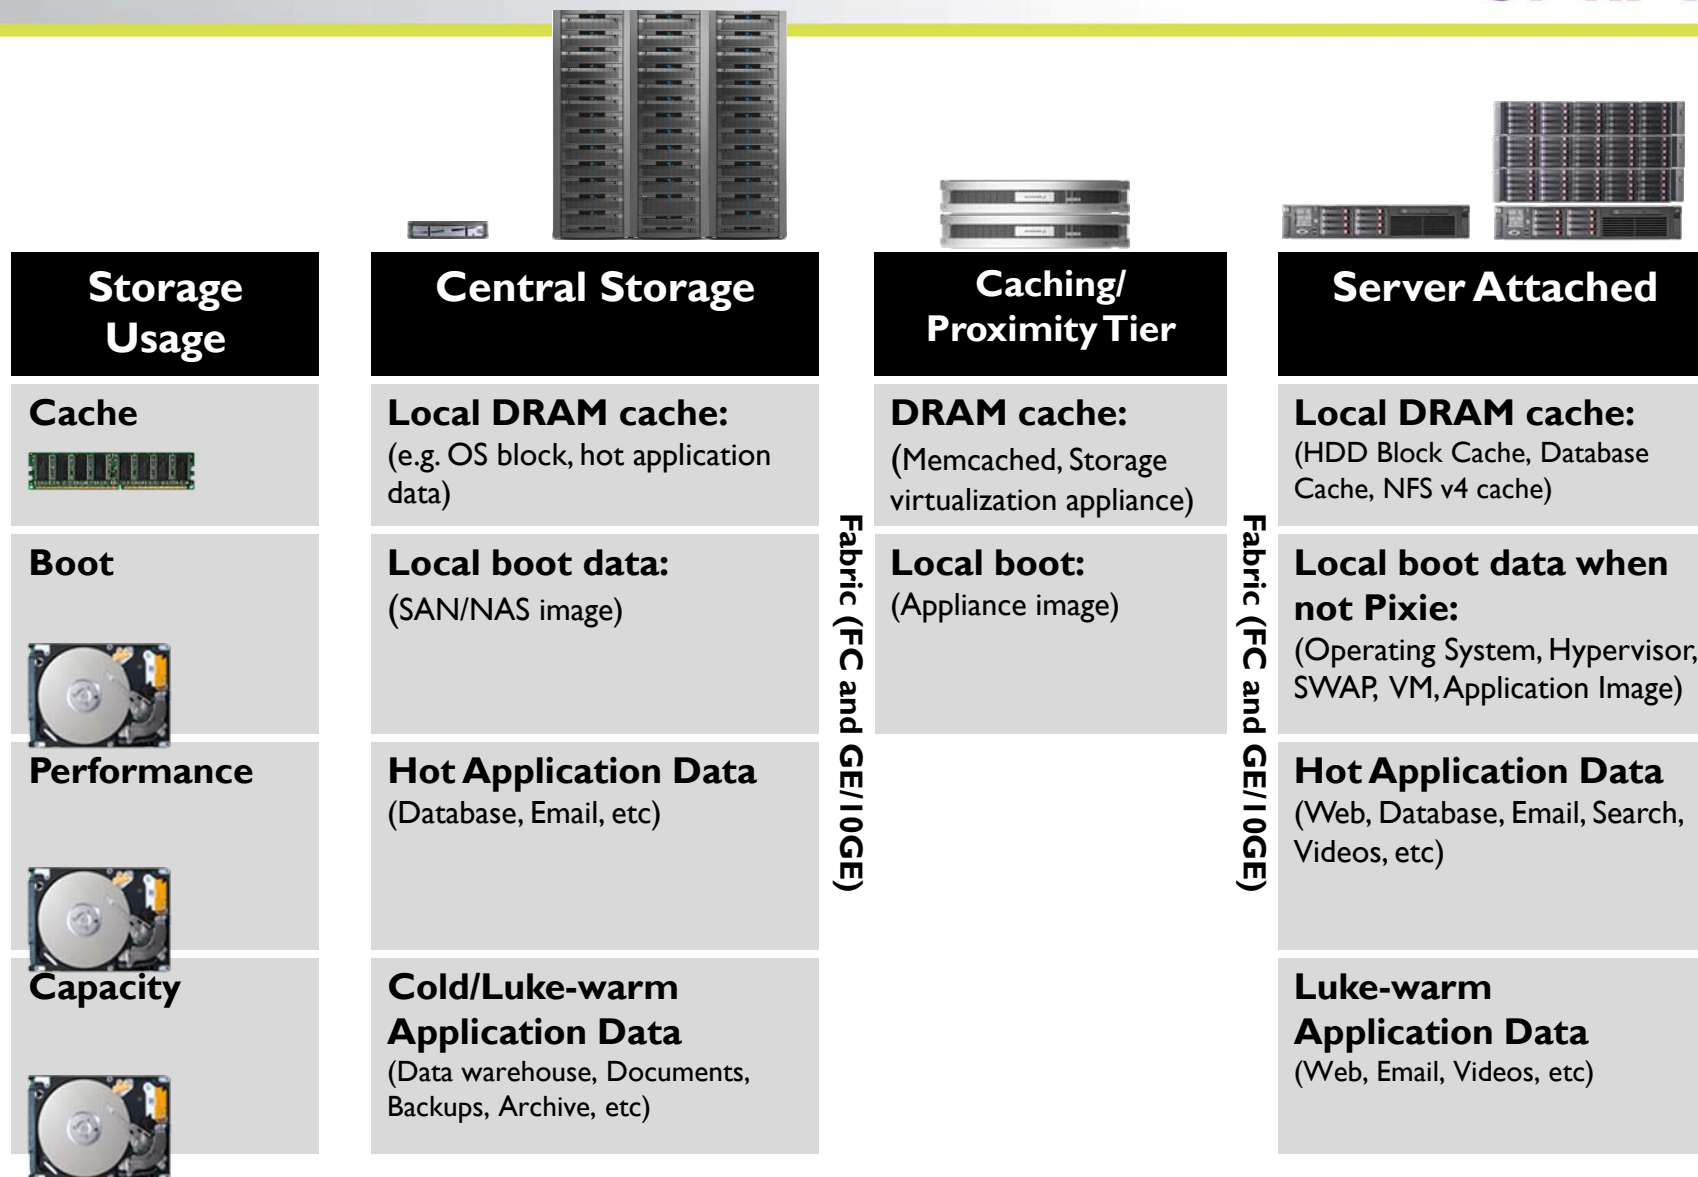 Storage
Usage
Central Storage
Caching/
Proximity Tier
Server Attached
Cache
Local DRAM cache:
(e.g. OS block, hot application
data)
DRAM cache:
(Memcached, Storage
virtualization appliance)
Local DRAM cache:
(HDD Block Cache, Database
Cache, NFS v4 cache)
Boot
Local boot data:
(SAN/NAS image)
Fabric (FC and GE/10GE)
Local boot:
(Appliance image)
Fabric (FC and GE/10GE)
Local boot data when
not Pixie:
(Operating System, Hypervisor,
SWAP, VM, Application Image)
Performance
Hot Application Data
(Database, Email, etc)
Hot Application Data
(Web, Database, Email, Search,
Videos, etc)
Capacity
Cold/Luke-warm
Application Data
(Data warehouse, Documents,
Backups, Archive, etc)
Luke-warm
Application Data
(Web, Email, Videos, etc)